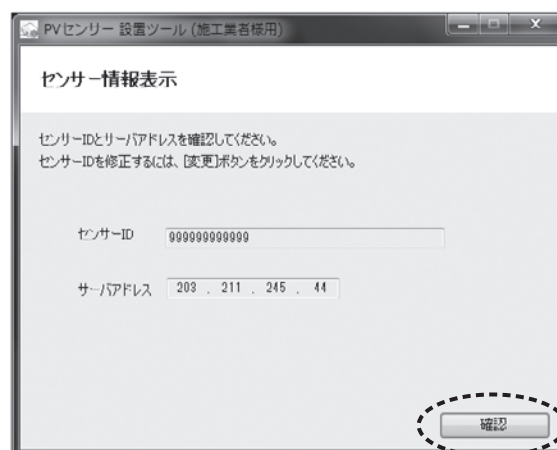 PVセンサー 設置ツール (施工業者様用)
センサー情報表示
センサーIDとサーバアドレスを確認してください。
センサーIDを修正するには、[変更]ボタンをクリックしてください。
センサーID 999999999999
サーバアドレス 203 . 211 . 245 . 44
確認